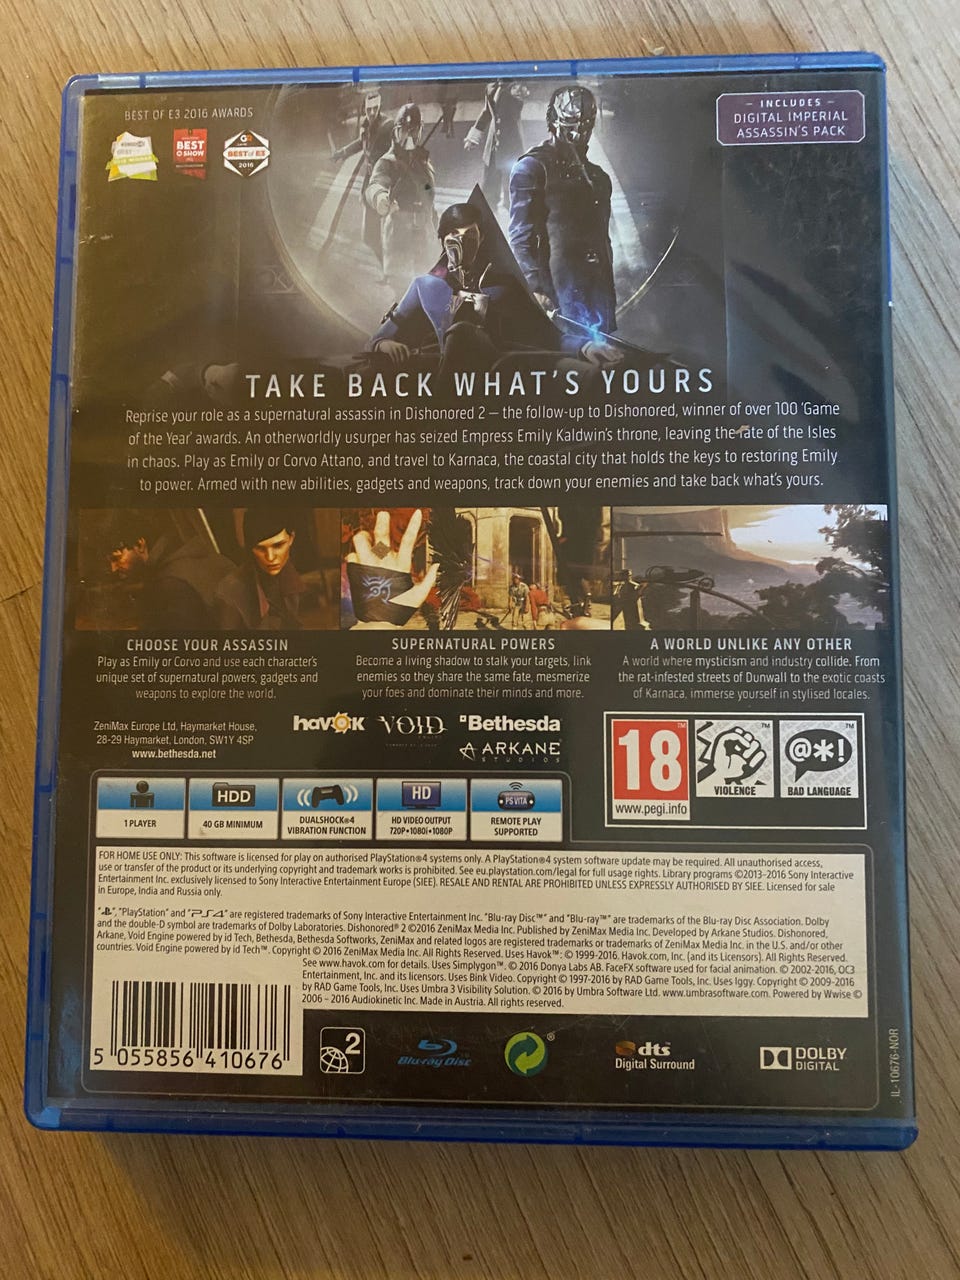 BEST OF E3 2016 AWARDS
BEST
OF SHOW
BEST OF E3
2016
– INCLUDES –
DIGITAL IMPERIAL
ASSASSIN'S PACK
TAKE BACK WHAT'S YOURS
Reprise your role as a supernatural assassin in Dishonored 2 – the follow-up to Dishonored, winner of over 100 'Game
of the Year' awards. An otherworldly usurper has seized Empress Emily Kaldwin's throne, leaving the fate of the Isles
in chaos. Play as Emily or Corvo Attano, and travel to Karnaca, the coastal city that holds the keys to restoring Emily
to power. Armed with new abilities, gadgets and weapons, track down your enemies and take back what's yours.
CHOOSE YOUR ASSASSIN
Play as Emily or Corvo and use each character's
unique set of supernatural powers, gadgets and
weapons to explore the world.
SUPERNATURAL POWERS
Become a living shadow to stalk your targets, link
enemies so they share the same fate, mesmerize
your foes and dominate their minds and more.
A WORLD UNLIKE ANY OTHER
A world where mysticism and industry collide. From
the rat-infested streets of Dunwall to the exotic coasts
of Karnaca, immerse yourself in stylised locales.
ZeniMax Europe Ltd, Haymarket House,
28-29 Haymarket, London, SW1Y 4SP
www.bethesda.net
havok
VOID
Bethesda
ARKANE
STUDIOS
18
www.pegi.info
VIOLENCE
@*!
BAD LANGUAGE
1 PLAYER
HDD
40 GB MINIMUM
DUALSHOCK®4
VIBRATION FUNCTION
HD
HD VIDEO OUTPUT
720P•1080i•1080P
PS VITA
REMOTE PLAY
SUPPORTED
FOR HOME USE ONLY: This software is licensed for play on authorised PlayStation®4 systems only. A PlayStation®4 system software update may be required. All unauthorised access,
use or transfer of the product or its underlying copyright and trademark works is prohibited. See eu.playstation.com/legal for full usage rights. Library programs ©2013-2016 Sony Interactive
Entertainment Inc. exclusively licensed to Sony Interactive Entertainment Europe (SIEE). RESALE AND RENTAL ARE PROHIBITED UNLESS EXPRESSLY AUTHORISED BY SIEE. Licensed for sale
in Europe, India and Russia only.
" ", "PlayStation" and "PS4" are registered trademarks of Sony Interactive Entertainment Inc. "Blu-ray Disc™" and "Blu-ray™" are trademarks of the Blu-ray Disc Association. Dolby
and the double-D symbol are trademarks of Dolby Laboratories. Dishonored® 2 ©2016 ZeniMax Media Inc. Published by ZeniMax Media Inc. Developed by Arkane Studios. Dishonored,
Arkane, Void Engine powered by id Tech, Bethesda, Bethesda Softworks, ZeniMax and related logos are registered trademarks or trademarks of ZeniMax Media Inc. in the U.S. and/or other
countries. Void Engine powered by id Tech™. Copyright © 2016 ZeniMax Media Inc. All Rights Reserved. Uses Havok™: © 1999-2016. Havok.com, Inc. (and its Licensors). All Rights Reserved.
See www.havok.com for details. Uses Simplygon™. © 2016 Donya Labs AB. FaceFX software used for facial animation. © 2002-2016, OC3
Entertainment, Inc. and its licensors. Uses Bink Video. Copyright © 1997-2016 by RAD Game Tools, Inc. Uses Iggy. Copyright © 2009-2016
by RAD Game Tools, Inc. Uses Umbra 3 Visibility Solution. © 2016 by Umbra Software Ltd. www.umbrasoftware.com. Powered by Wwise ©
2006 – 2016 Audiokinetic Inc. Made in Austria. All rights reserved.
5 055856 410676
2
Blu-ray Disc
dts
Digital Surround
DOLBY
DIGITAL
IL-10676-NOR